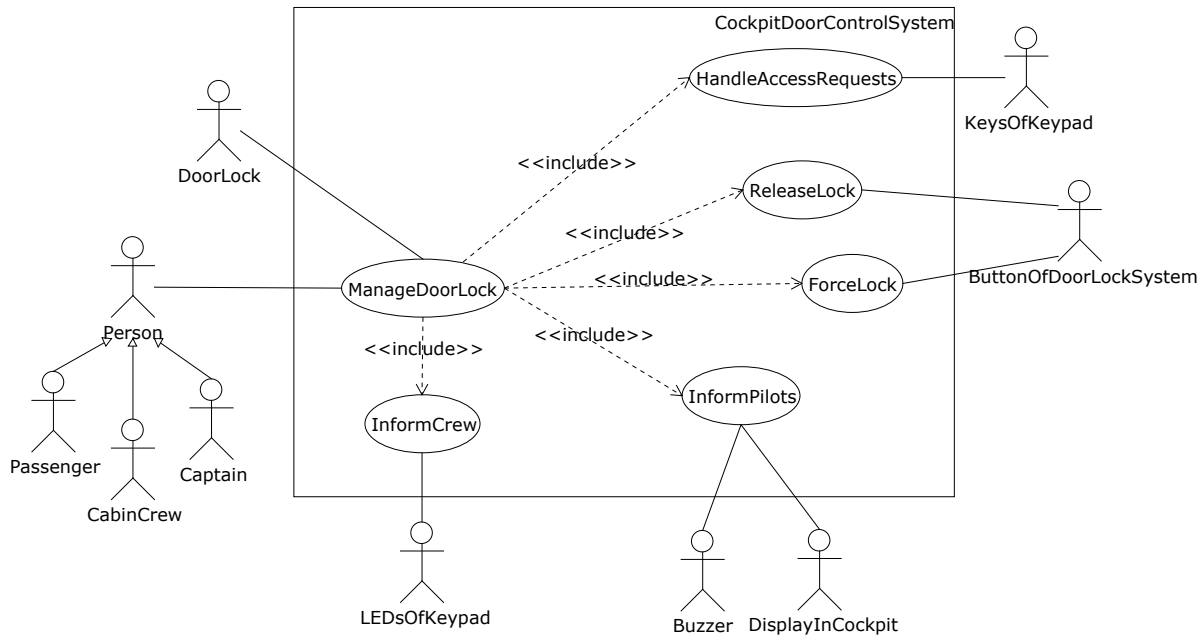 CockpitDoorControlSystem
HandleAccessRequests
KeysOfKeypad
DoorLock
<<include>>
ReleaseLock
<<include>>
ButtonOfDoorLockSystem
<<include>>
ForceLock
ManageDoorLock
Person
<<include>>
<<include>>
InformPilots
InformCrew
Passenger
Captain
CabinCrew
LEDsOfKeypad
Buzzer
DisplayInCockpit